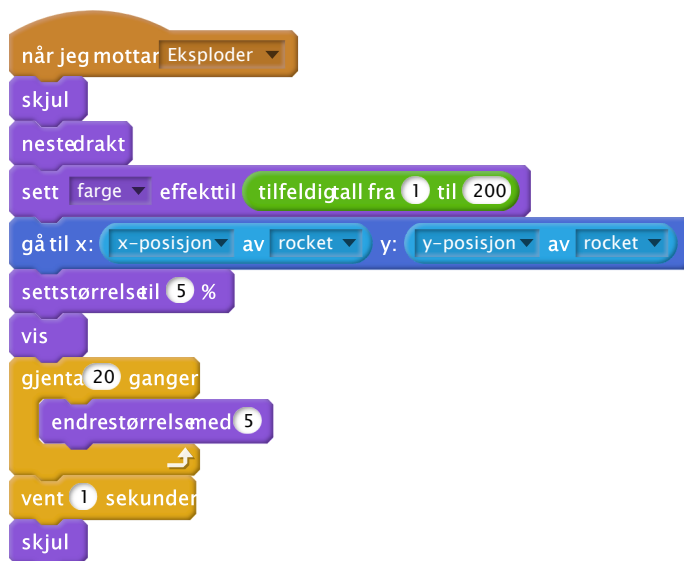 når jeg mottar Eksploder
skjul
neste drakt
sett farge effekt til tilfeldig tall fra 1 til 200
gå til x: x-posisjon av rocket y: y-posisjon av rocket
sett størrelse til 5 %
vis
gjenta 20 ganger
endre størrelse med 5
vent 1 sekunder
skjul